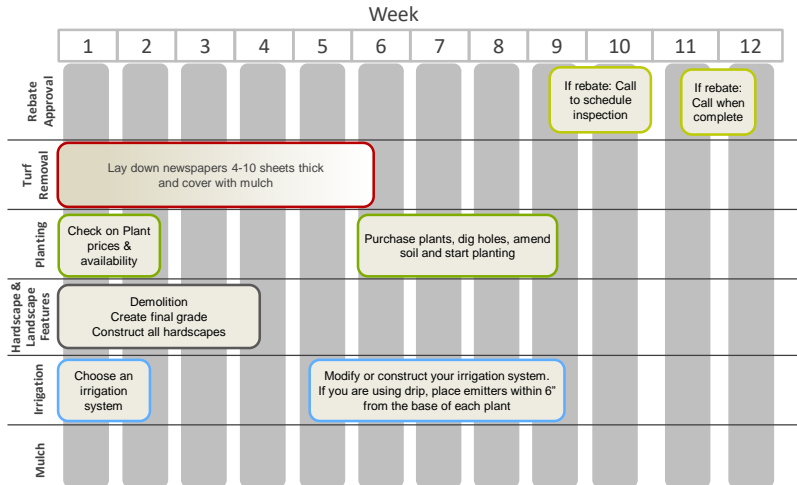 Week
1 2 3 4 5 6 7 8 9 10 11 12
Rebate
Approval
If rebate: Call
to schedule
inspection
If rebate:
Call when
complete
Turf
Removal
Lay down newspapers 4-10 sheets thick
and cover with mulch
Planting
Check on Plant
prices &
availability
Purchase plants, dig holes, amend
soil and start planting
Hardscape &
Landscape
Features
Demolition
Create final grade
Construct all hardscapes
Irrigation
Choose an
irrigation
system
Modify or construct your irrigation system.
If you are using drip, place emitters within 6”
from the base of each plant
Mulch